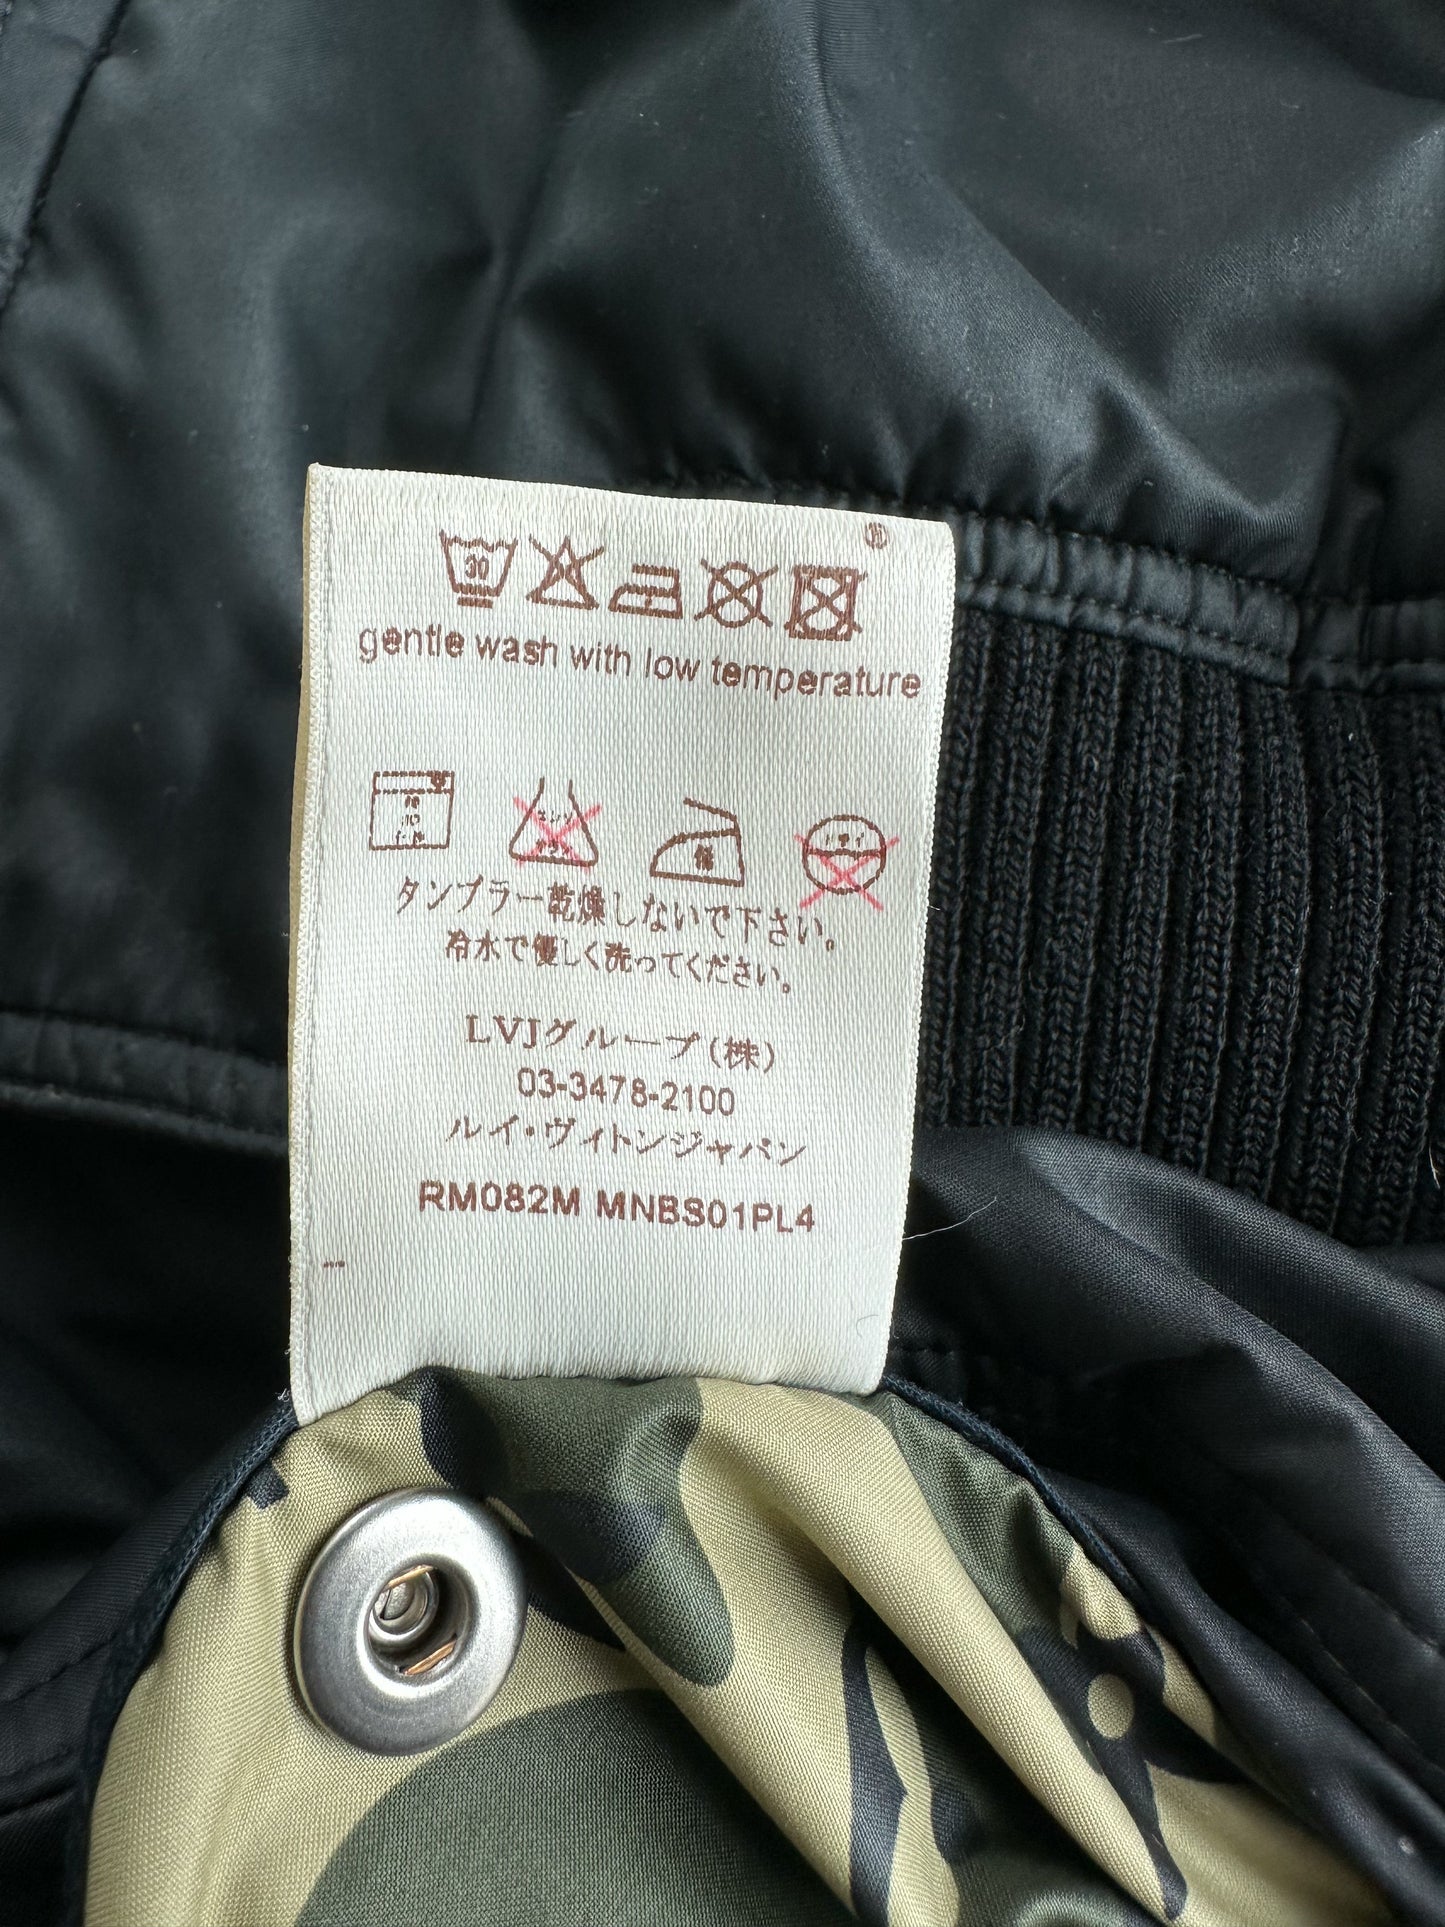 30
gentle wash with low temperature
タンブラー乾燥しないで下さい。
冷水で優しく洗ってください。
LVJグループ(株)
03-3478-2100
ルイ・ヴィトンジャパン
RM082M MNBS01PL4